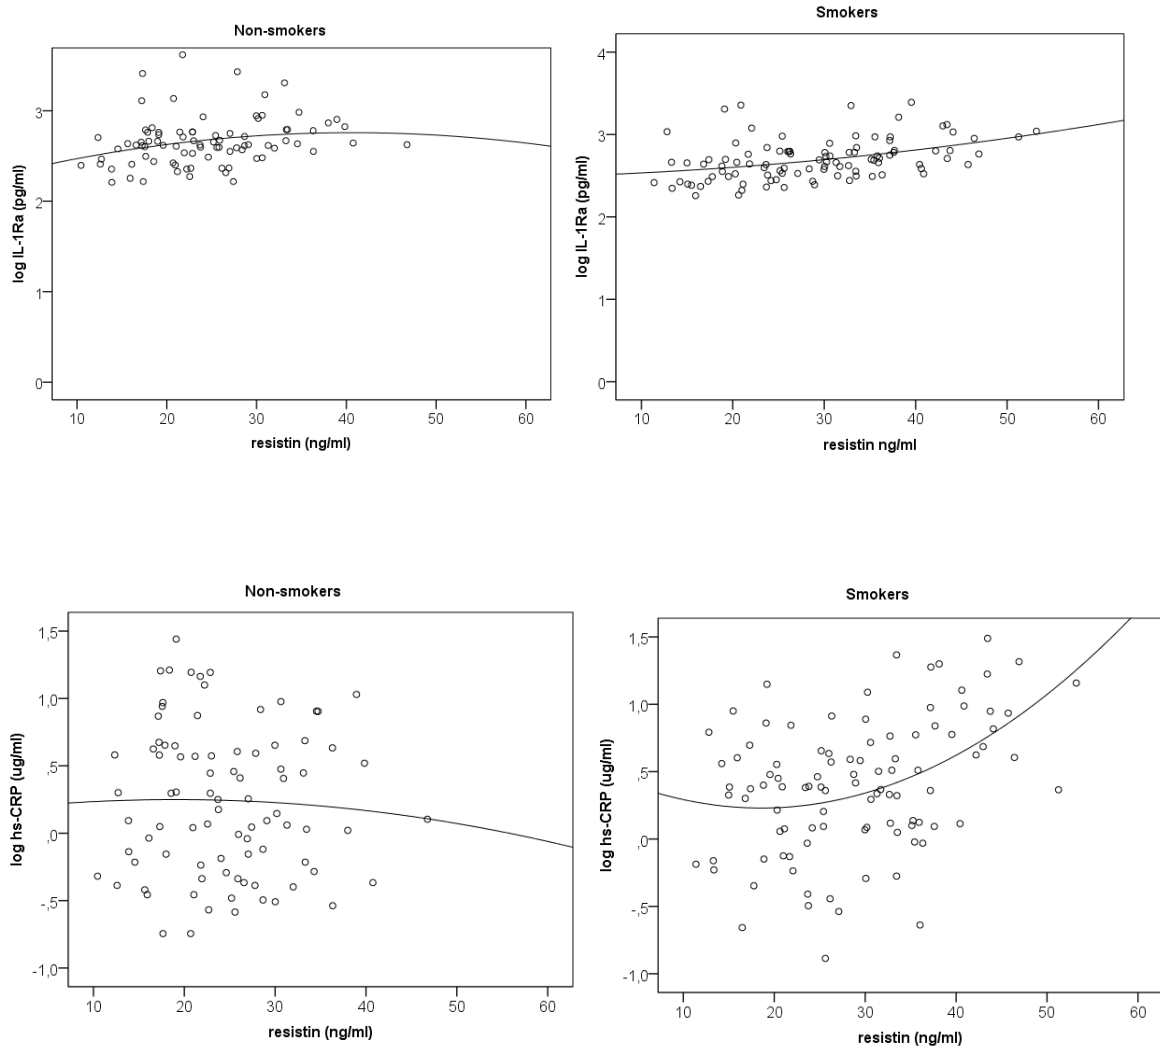 Non-smokers
log IL-1Ra (pg/ml)
3
2
1
0
10 20 30 40 50 60
resistin (ng/ml)
Smokers
log IL-1Ra (pg/ml)
4
3
2
1
0
10 20 30 40 50 60
resistin ng/ml
Non-smokers
log hs-CRP (ug/ml)
1,5
1,0
,5
,0
-,5
-1,0
10 20 30 40 50 60
resistin (ng/ml)
Smokers
log hs-CRP (ug/ml)
1,5
1,0
,5
,0
-,5
-1,0
10 20 30 40 50 60
resistin (ng/ml)